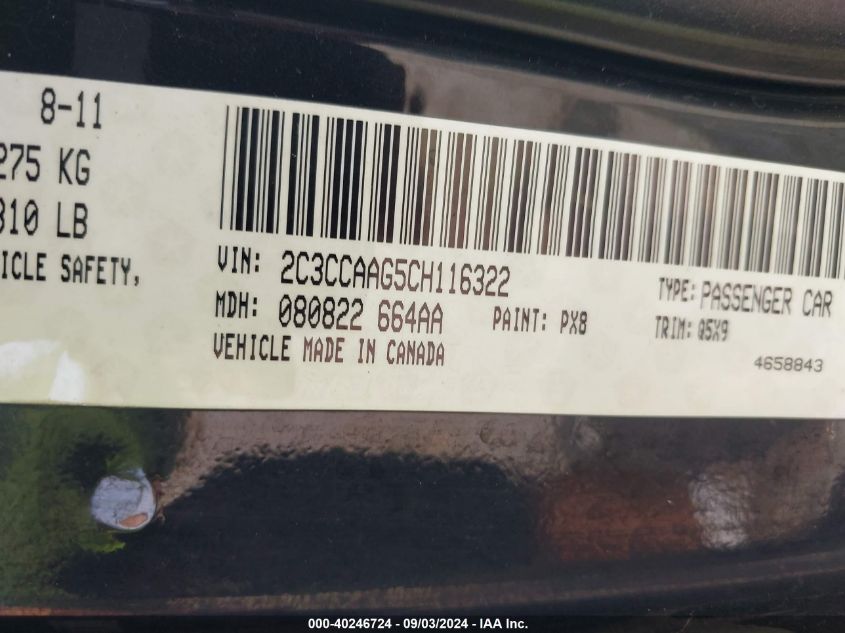 8-11
275 KG
310 LB
ICLE SAFETY,
VIN: 2C3CCAAG5CH116322
TYPE: PASSENGER CAR
MDH: 080822 664AA
PAINT: PX8
TRIM: Q5X9
VEHICLE MADE IN CANADA
4658843
000-40246724 - 09/03/2024 - IAA Inc.